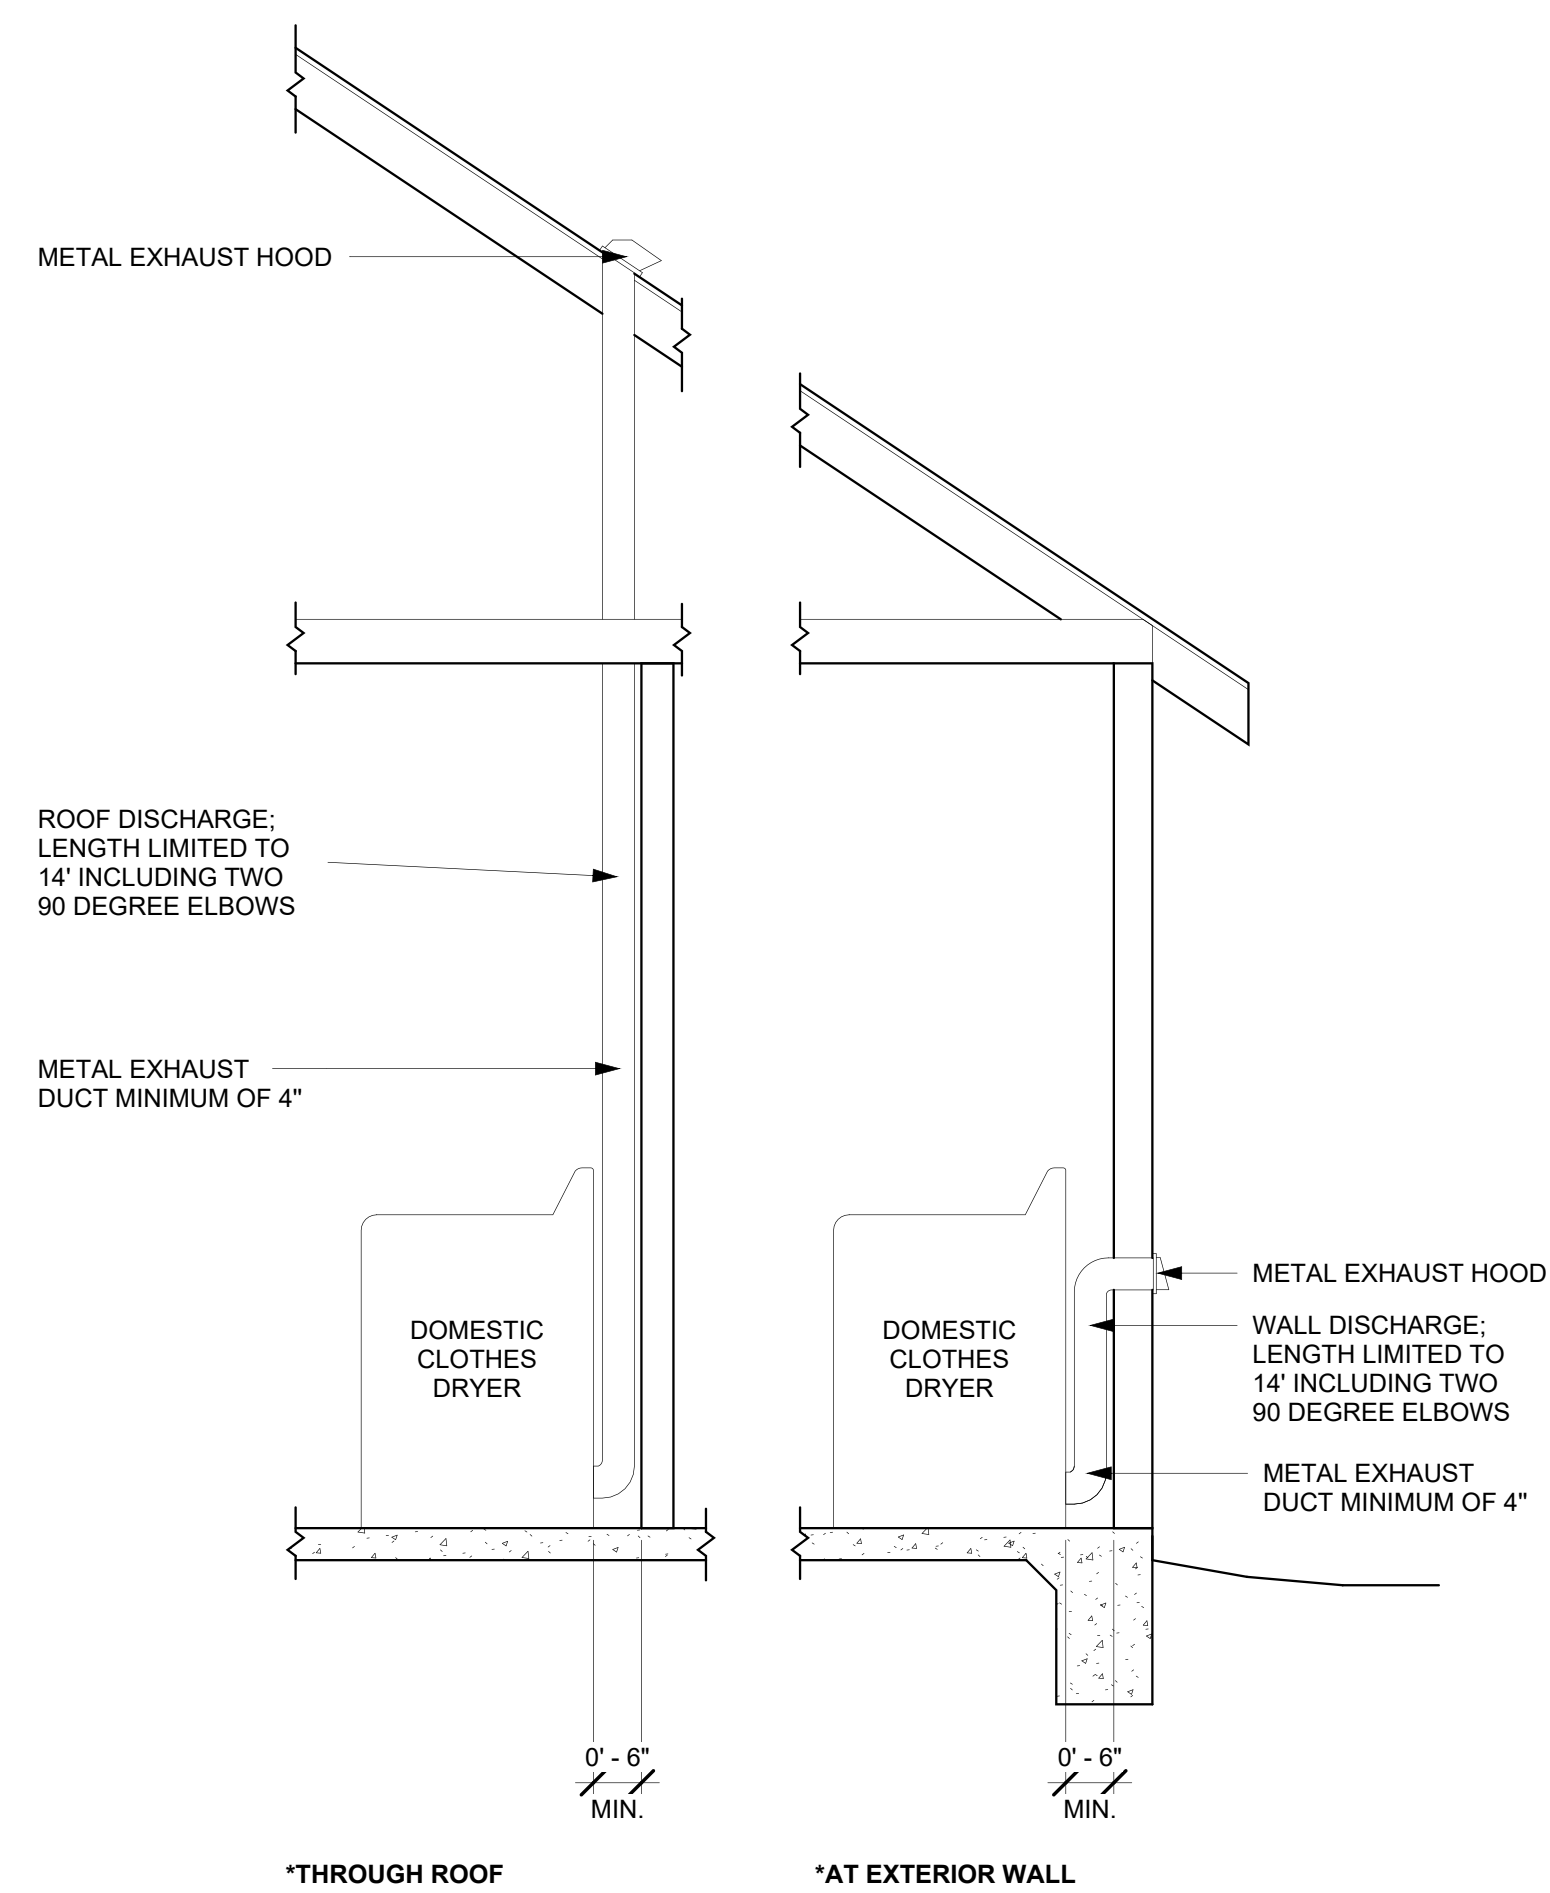 METAL EXHAUST HOOD
ROOF DISCHARGE;
LENGTH LIMITED TO
14' INCLUDING TWO
90 DEGREE ELBOWS
METAL EXHAUST
DUCT MINIMUM OF 4"
DOMESTIC
CLOTHES
DRYER
0' - 6"
MIN.
*THROUGH ROOF
DOMESTIC
CLOTHES
DRYER
METAL EXHAUST HOOD
WALL DISCHARGE;
LENGTH LIMITED TO
14' INCLUDING TWO
90 DEGREE ELBOWS
METAL EXHAUST
DUCT MINIMUM OF 4"
0' - 6"
MIN.
*AT EXTERIOR WALL